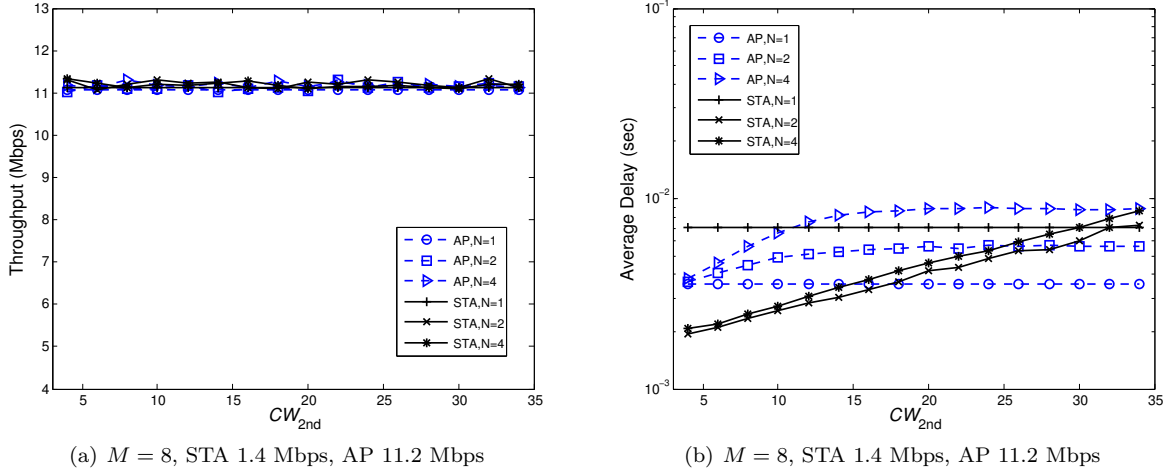 13
12
11
10
9
8
7
6
5
4
Throughput (Mbps)
AP,N=1
AP,N=2
AP,N=4
STA,N=1
STA,N=2
STA,N=4
5 10 15 20 25 30 35
CW2nd
(a) M = 8, STA 1.4 Mbps, AP 11.2 Mbps
10−1
10−2
10−3
Average Delay (sec)
AP,N=1
AP,N=2
AP,N=4
STA,N=1
STA,N=2
STA,N=4
5 10 15 20 25 30 35
CW2nd
(b) M = 8, STA 1.4 Mbps, AP 11.2 Mbps